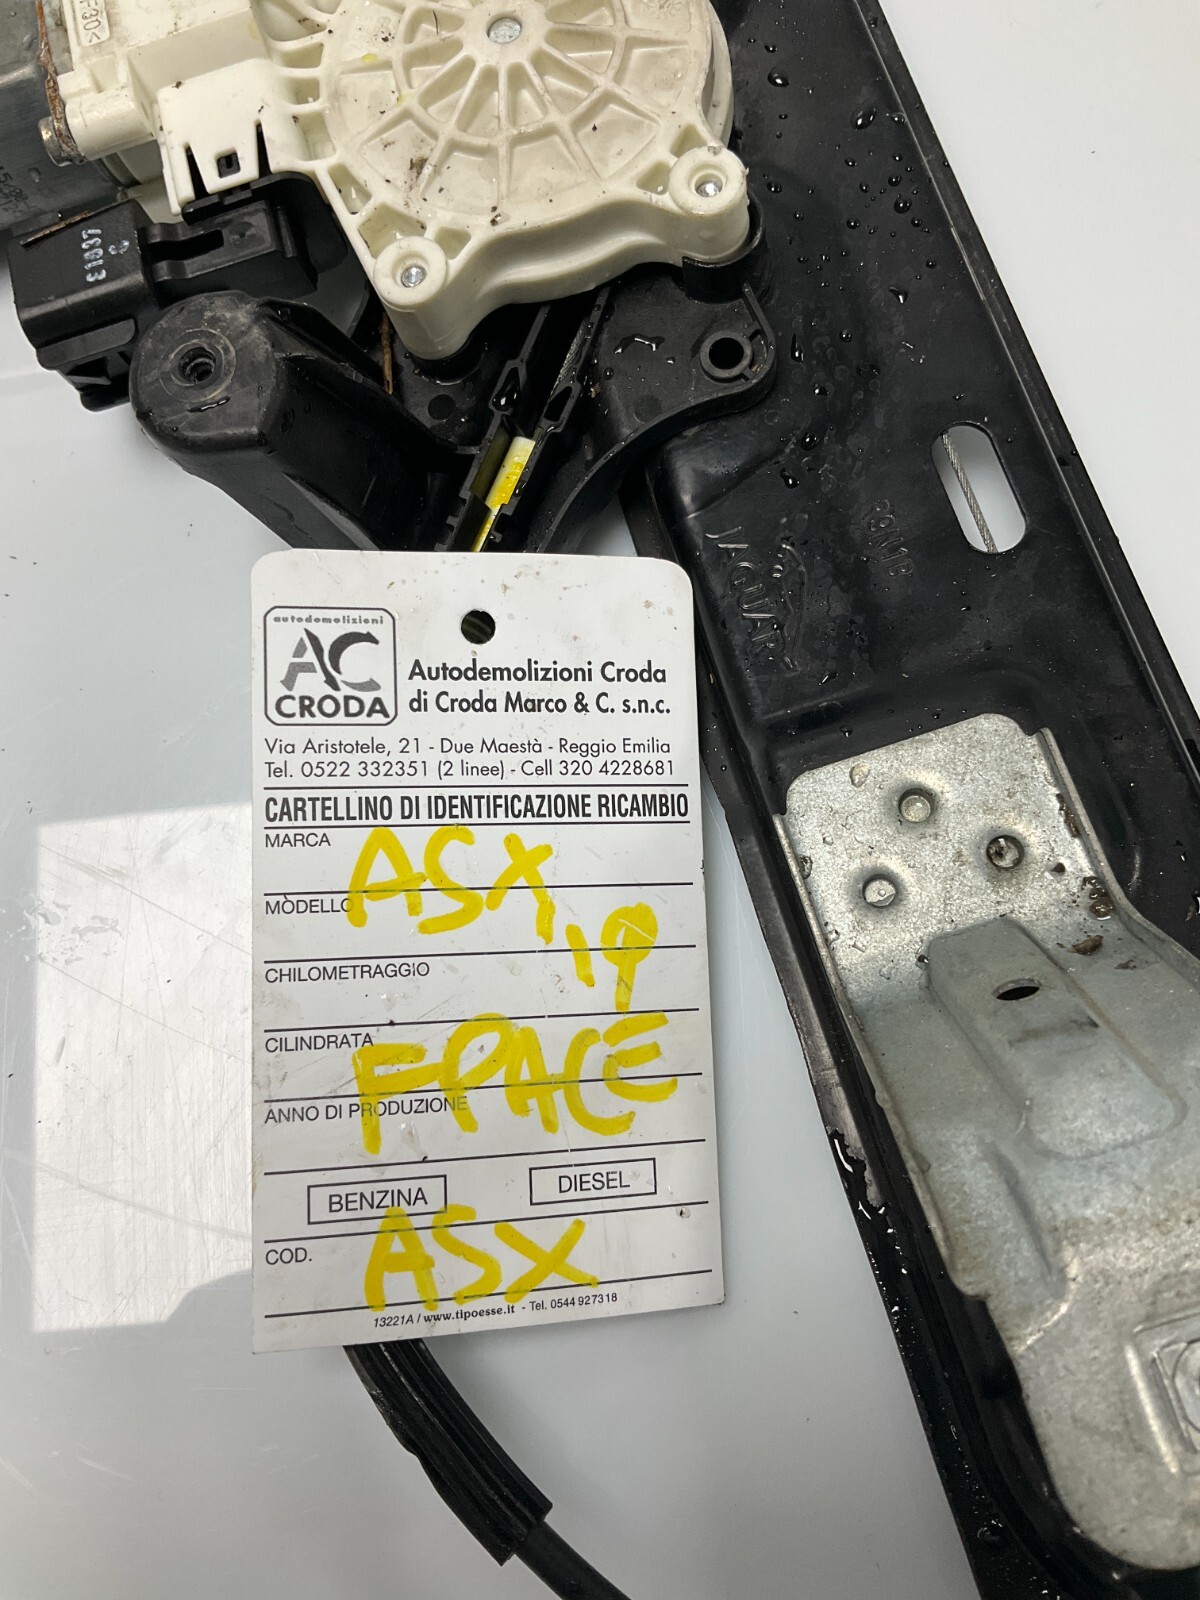 F30<
E1037
C
JAGUAR
autodemolizioni
AC
CRODA
Autodemolizioni Croda
di Croda Marco & C. s.n.c.
Via Aristotele, 21 - Due Maestà - Reggio Emilia
Tel. 0522 332351 (2 linee) - Cell 320 4228681
CARTELLINO DI IDENTIFICAZIONE RICAMBIO
MARCA
ASX
MODELLO
'19
CHILOMETRAGGIO
CILINDRATA
FPACE
ANNO DI PRODUZIONE
BENZINA
DIESEL
COD.
ASX
13221A / www.tipoesse.it - Tel. 0544 927318